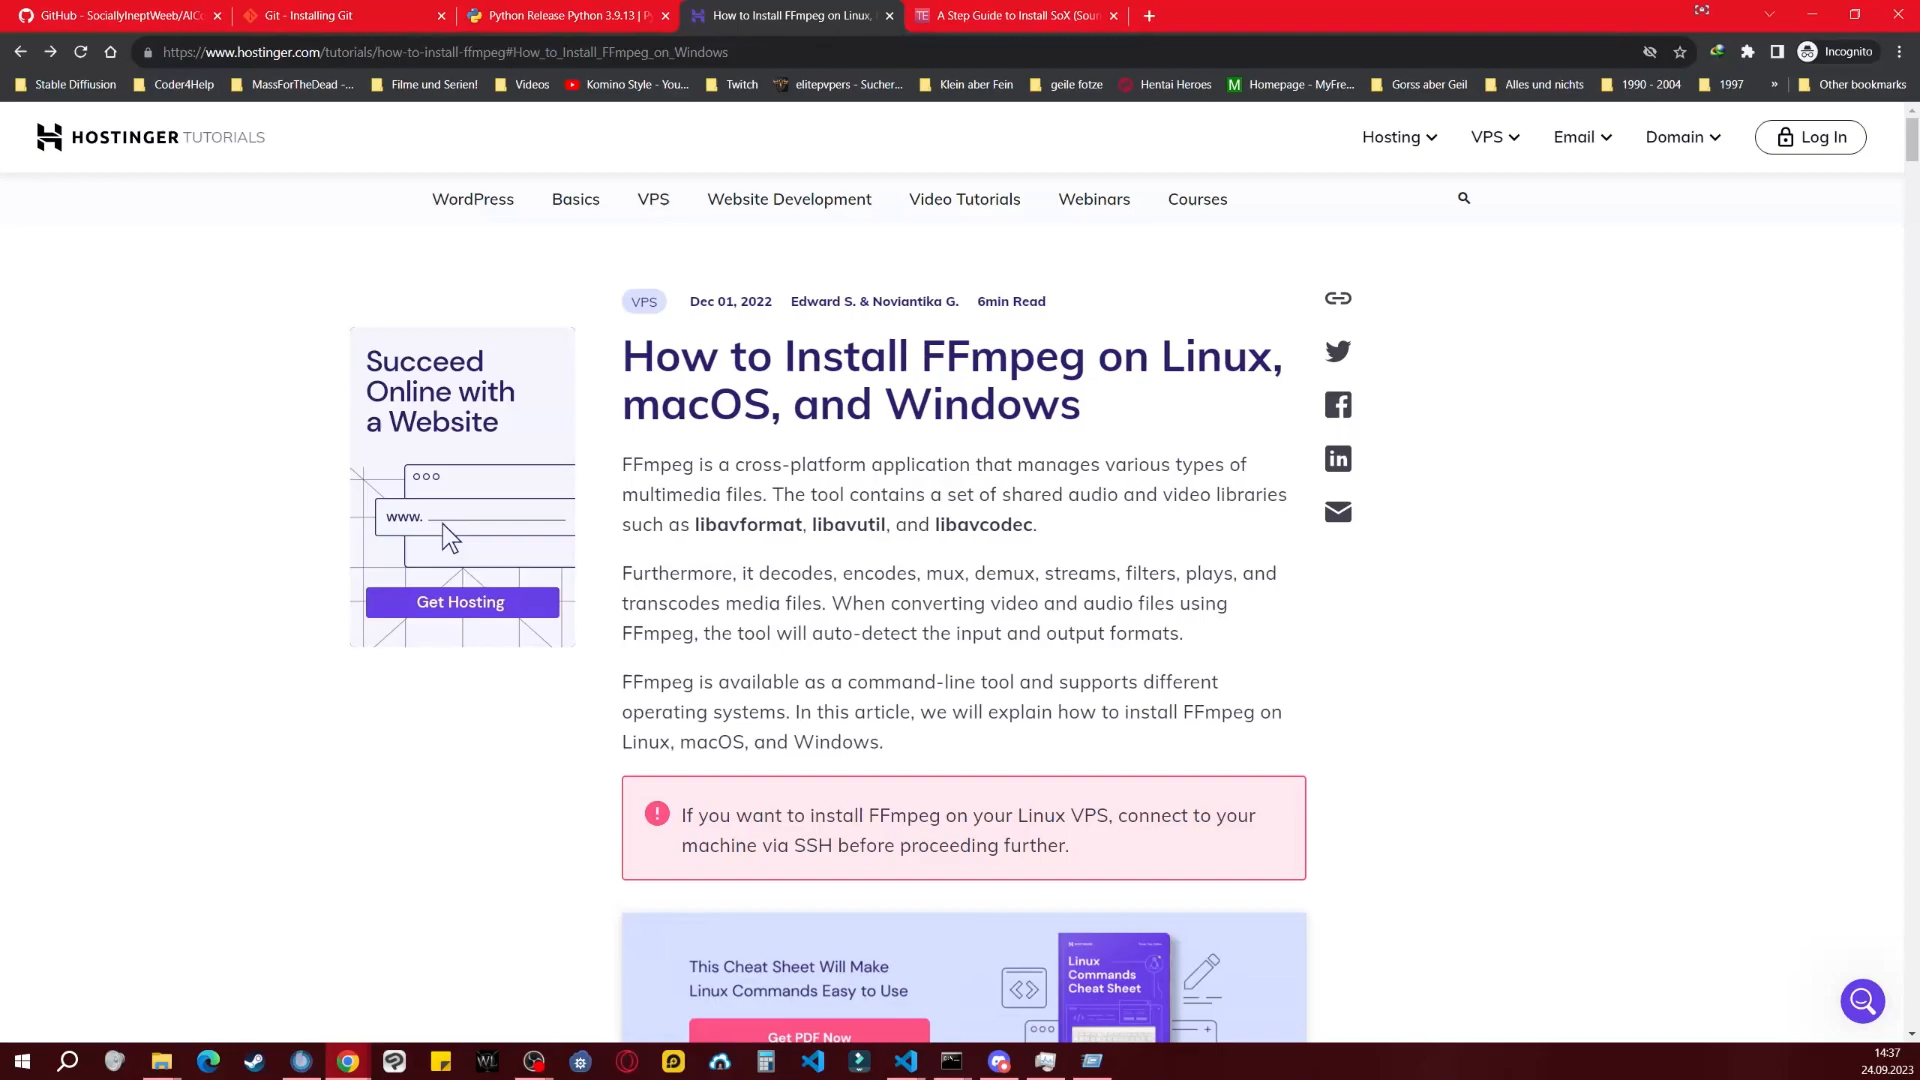 GitHub - SociallyIneptWeeb/AICo
Git - Installing Git
Python Release Python 3.9.13 | Py
How to Install FFmpeg on Linux,
A Step Guide to Install SoX (Soun
https://www.hostinger.com/tutorials/how-to-install-ffmpeg#How_to_Install_FFmpeg_on_Windows
Incognito
Stable Diffusion
Coder4Help
MassForTheDead -...
Filme und Serien!
Videos
Komino Style - You...
Twitch
elitepvpers - Sucher...
Klein aber Fein
geile fotze
Hentai Heroes
M Homepage - MyFre...
Gorss aber Geil
Alles und nichts
1990 - 2004
1997
»
Other bookmarks
HOSTINGER TUTORIALS
Hosting
VPS
Email
Domain
Log In
WordPress
Basics
VPS
Website Development
Video Tutorials
Webinars
Courses
VPS
Dec 01, 2022
Edward S. & Noviantika G.
6min Read
Succeed
Online with
a Website
www.
Get Hosting
How to Install FFmpeg on Linux,
macOS, and Windows
FFmpeg is a cross-platform application that manages various types of
multimedia files. The tool contains a set of shared audio and video libraries
such as libavformat, libavutil, and libavcodec.
Furthermore, it decodes, encodes, mux, demux, streams, filters, plays, and
transcodes media files. When converting video and audio files using
FFmpeg, the tool will auto-detect the input and output formats.
FFmpeg is available as a command-line tool and supports different
operating systems. In this article, we will explain how to install FFmpeg on
Linux, macOS, and Windows.
If you want to install FFmpeg on your Linux VPS, connect to your
machine via SSH before proceeding further.
This Cheat Sheet Will Make
Linux Commands Easy to Use
Get PDF Now
Linux
Commands
Cheat Sheet
14:37
24.09.2023